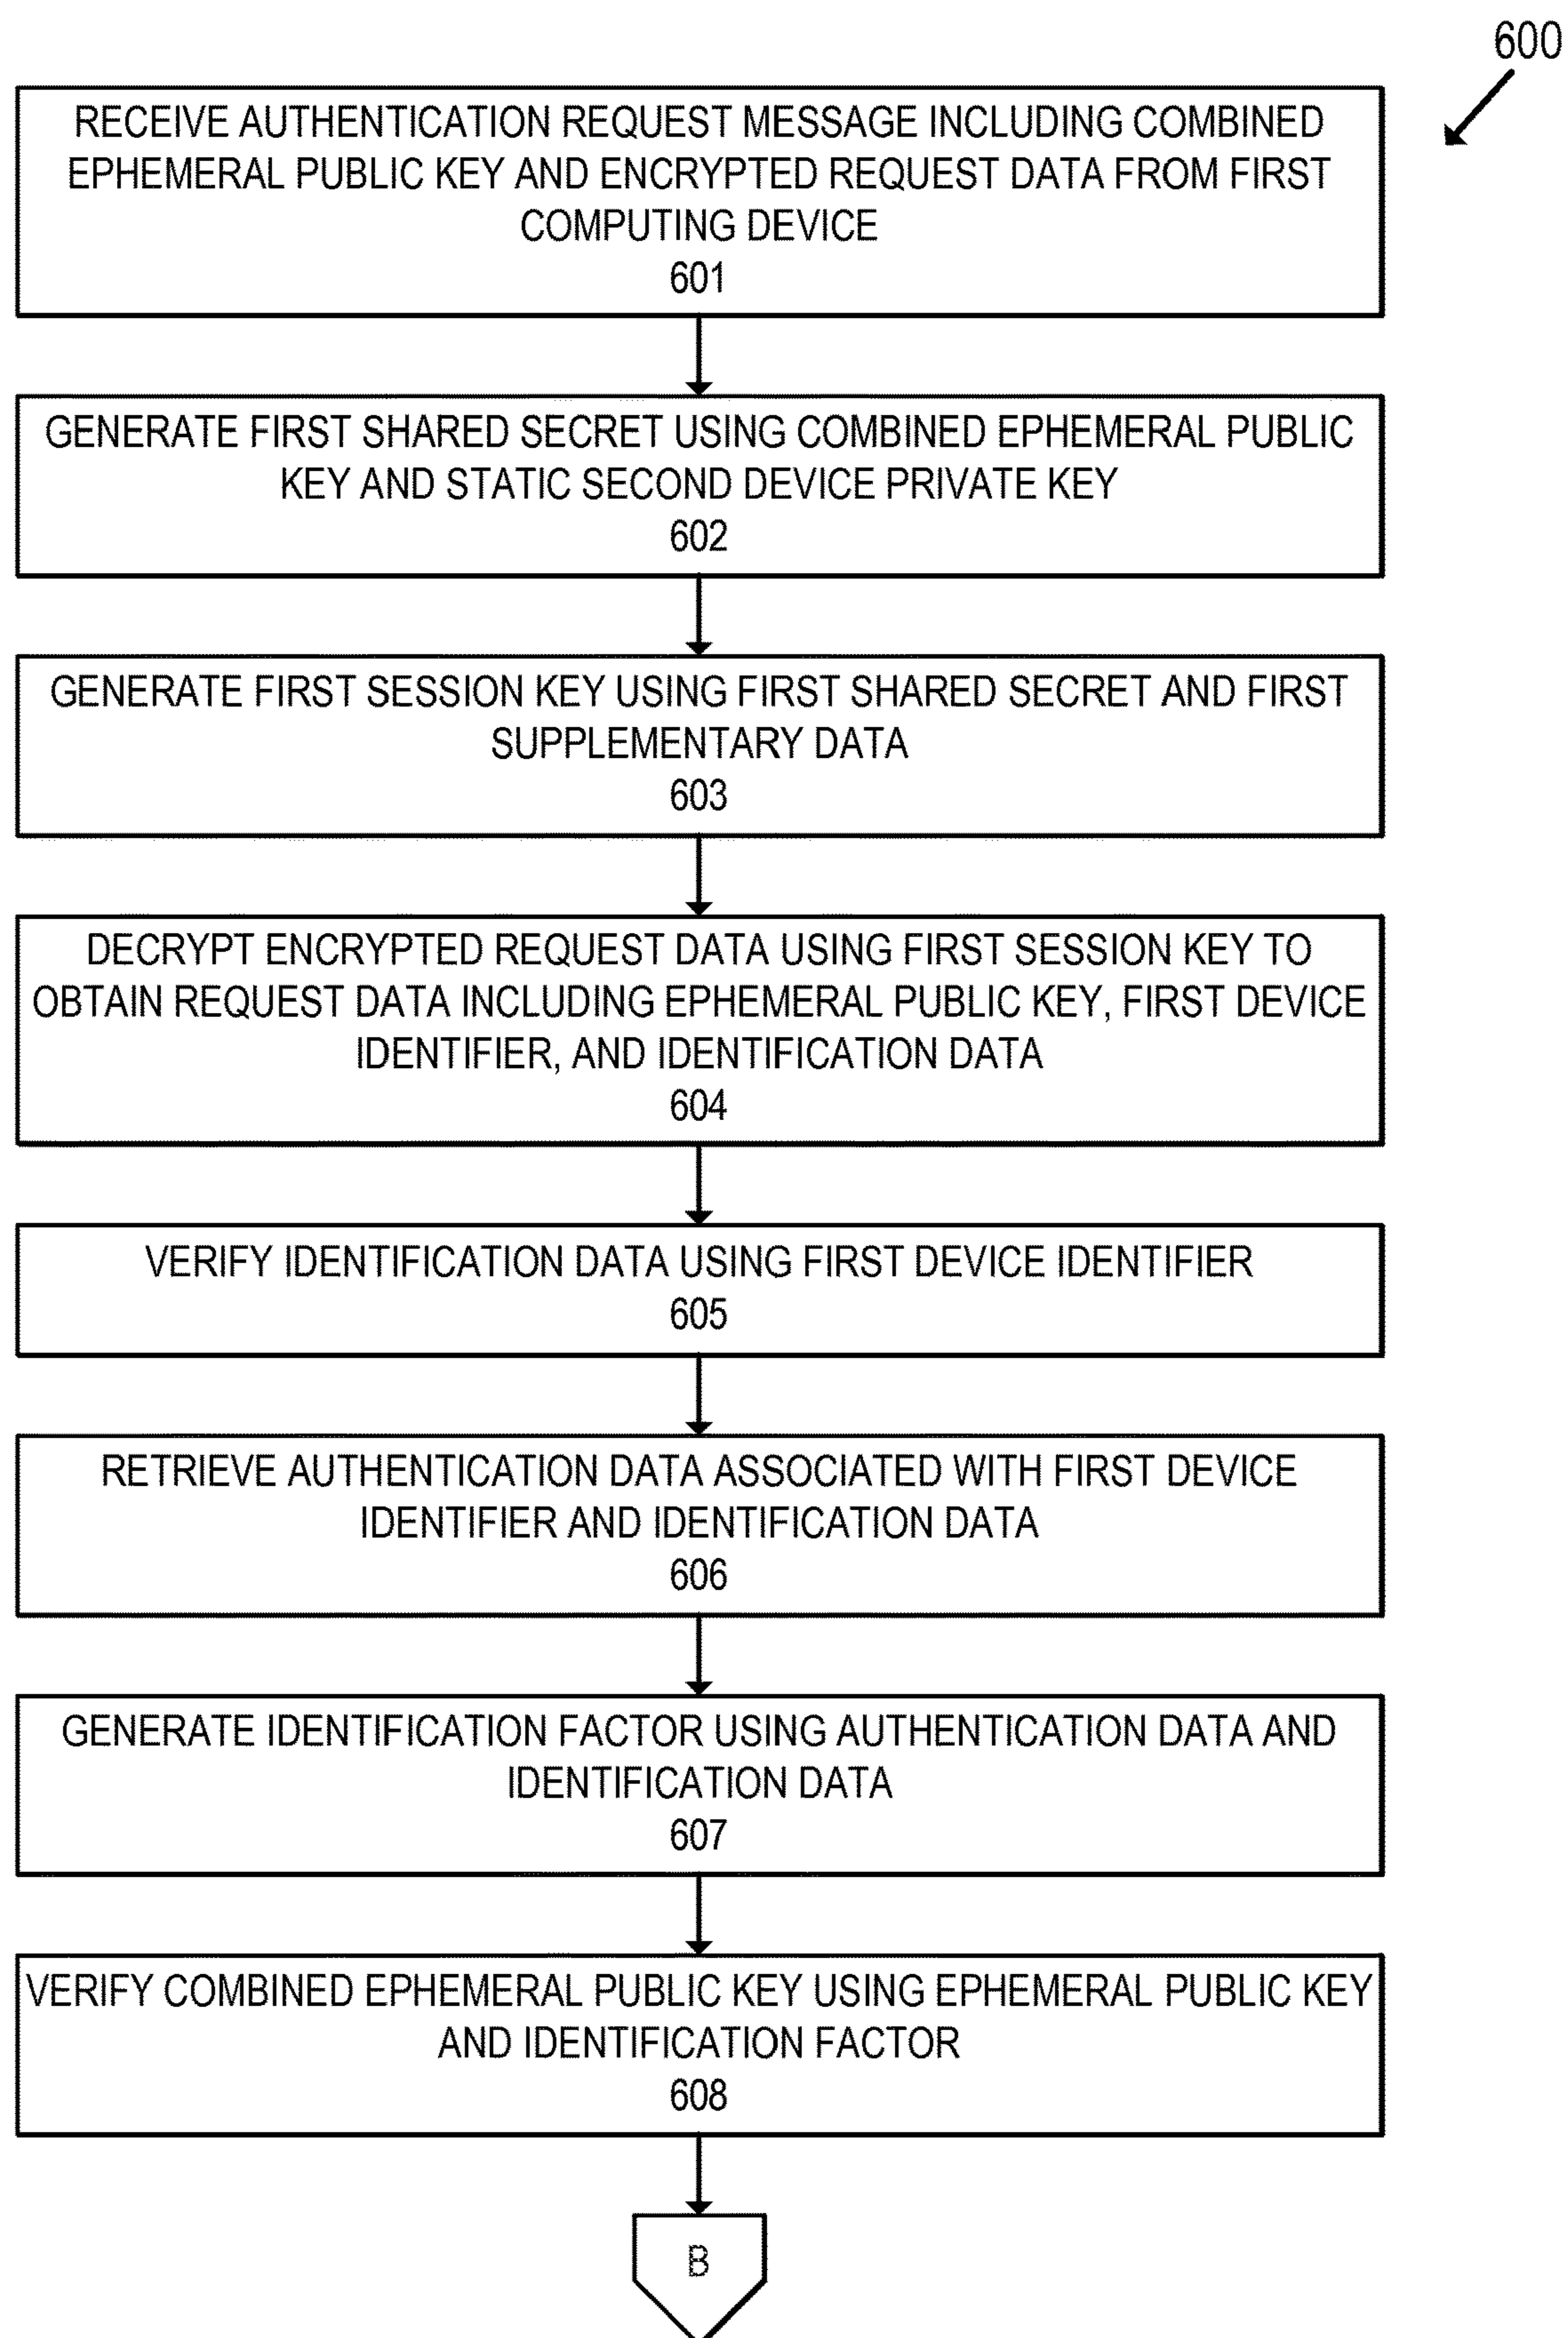 600
RECEIVE AUTHENTICATION REQUEST MESSAGE INCLUDING COMBINED
EPHEMERAL PUBLIC KEY AND ENCRYPTED REQUEST DATA FROM FIRST
COMPUTING DEVICE
601
GENERATE FIRST SHARED SECRET USING COMBINED EPHEMERAL PUBLIC
KEY AND STATIC SECOND DEVICE PRIVATE KEY
602
GENERATE FIRST SESSION KEY USING FIRST SHARED SECRET AND FIRST
SUPPLEMENTARY DATA
603
DECRYPT ENCRYPTED REQUEST DATA USING FIRST SESSION KEY TO
OBTAIN REQUEST DATA INCLUDING EPHEMERAL PUBLIC KEY, FIRST DEVICE
IDENTIFIER, AND IDENTIFICATION DATA
604
VERIFY IDENTIFICATION DATA USING FIRST DEVICE IDENTIFIER
605
RETRIEVE AUTHENTICATION DATA ASSOCIATED WITH FIRST DEVICE
IDENTIFIER AND IDENTIFICATION DATA
606
GENERATE IDENTIFICATION FACTOR USING AUTHENTICATION DATA AND
IDENTIFICATION DATA
607
VERIFY COMBINED EPHEMERAL PUBLIC KEY USING EPHEMERAL PUBLIC KEY
AND IDENTIFICATION FACTOR
608
B